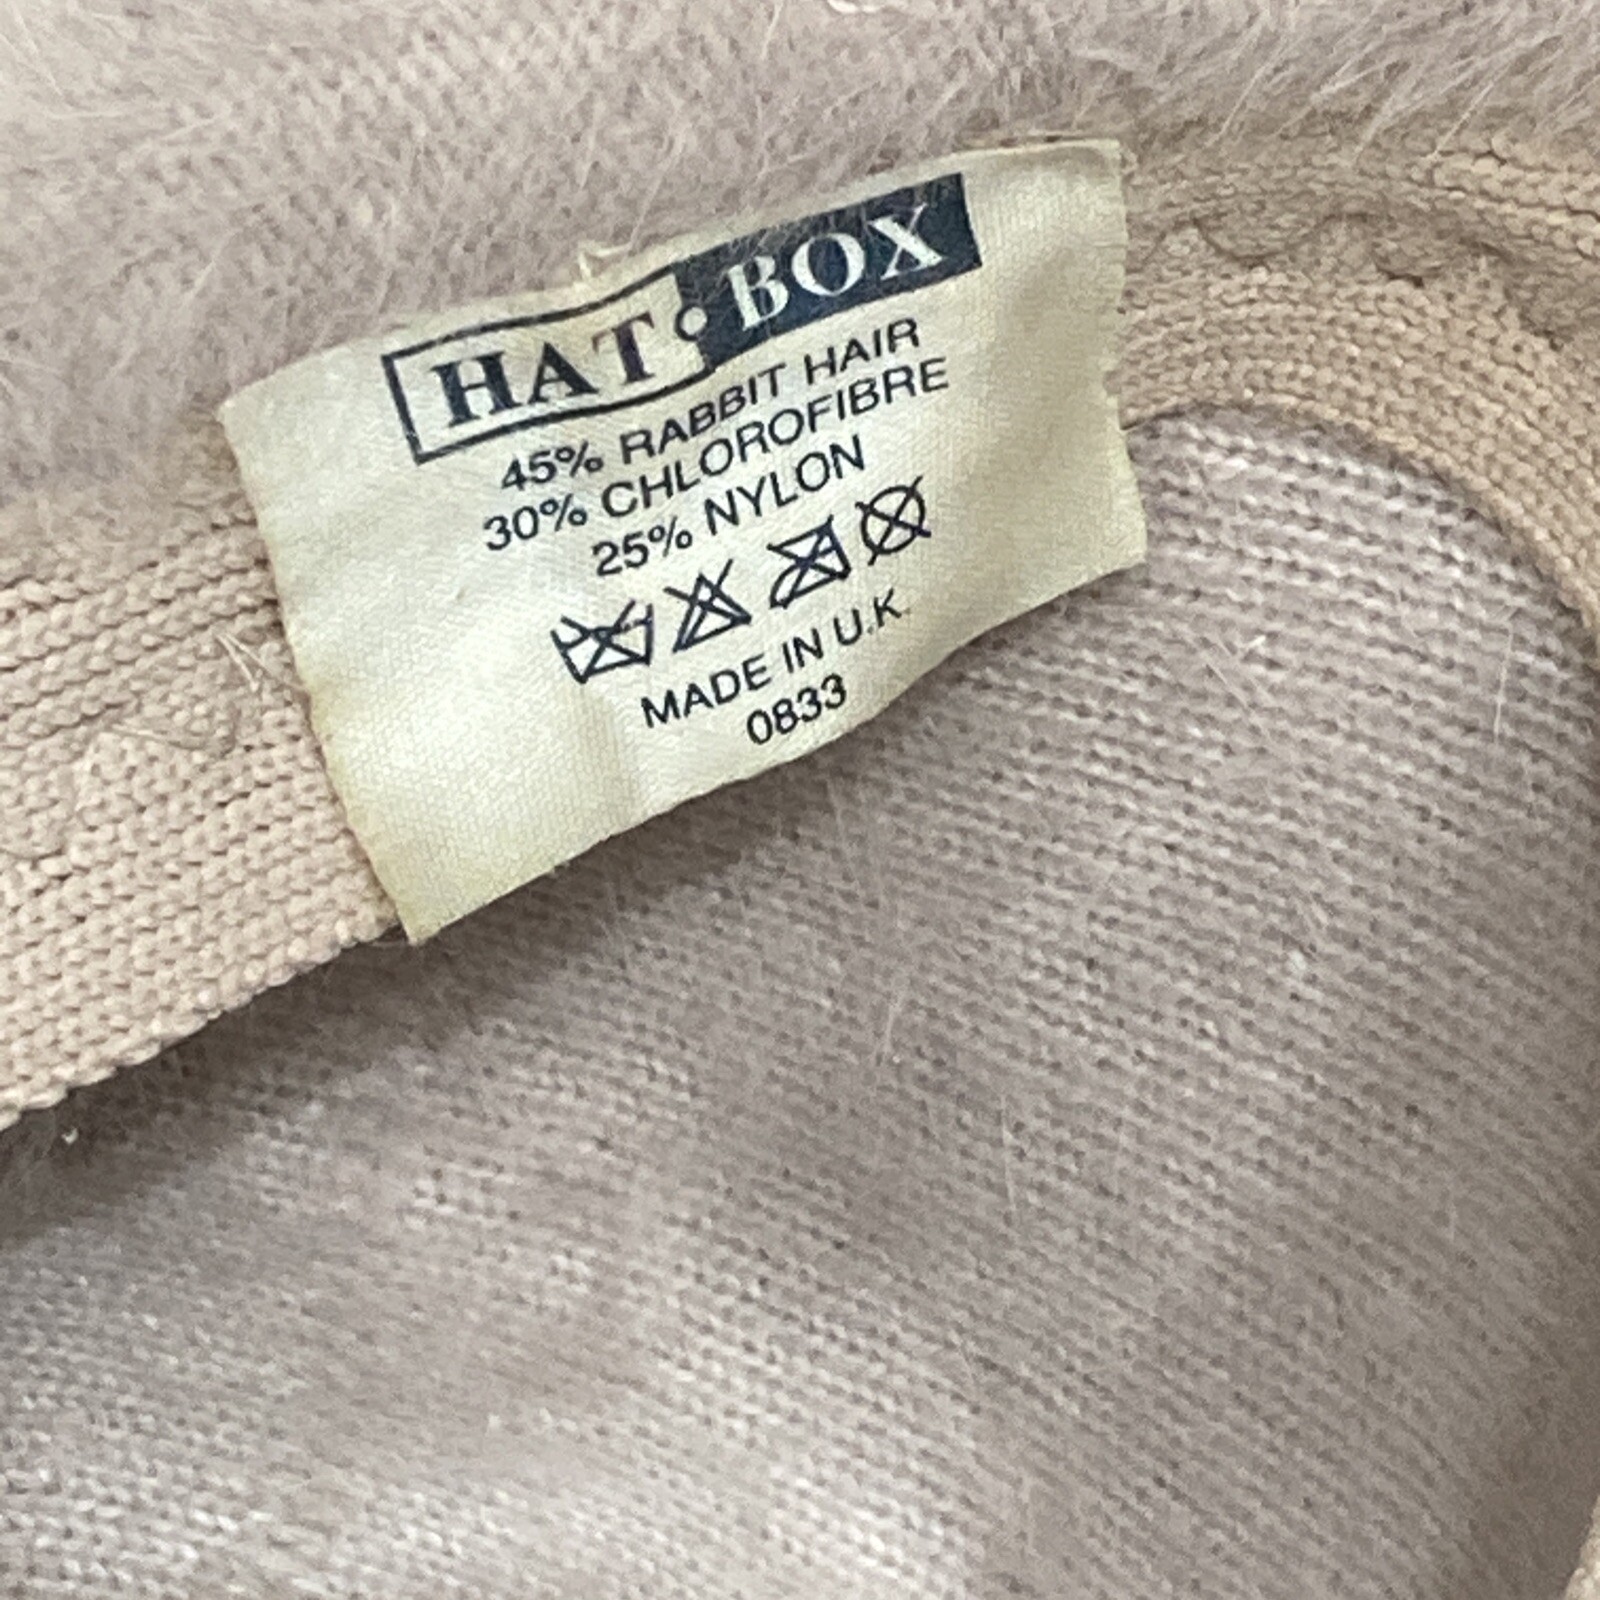 HAT BOX
45% RABBIT HAIR
30% CHLOROFIBRE
25% NYLON
MADE IN U.K.
0833